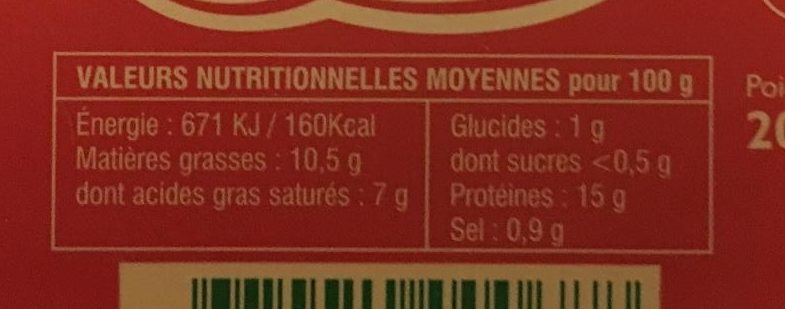 VALEURS NUTRITIONNELLES MOYENNES pour 100 g
Énergie : 671 KJ / 160Kcal
Matières grasses : 10,5 g
dont acides gras saturés : 7 g
Glucides : 1 g
dont sucres <0,5 g
Protéines : 15 g
Sel : 0,9 g